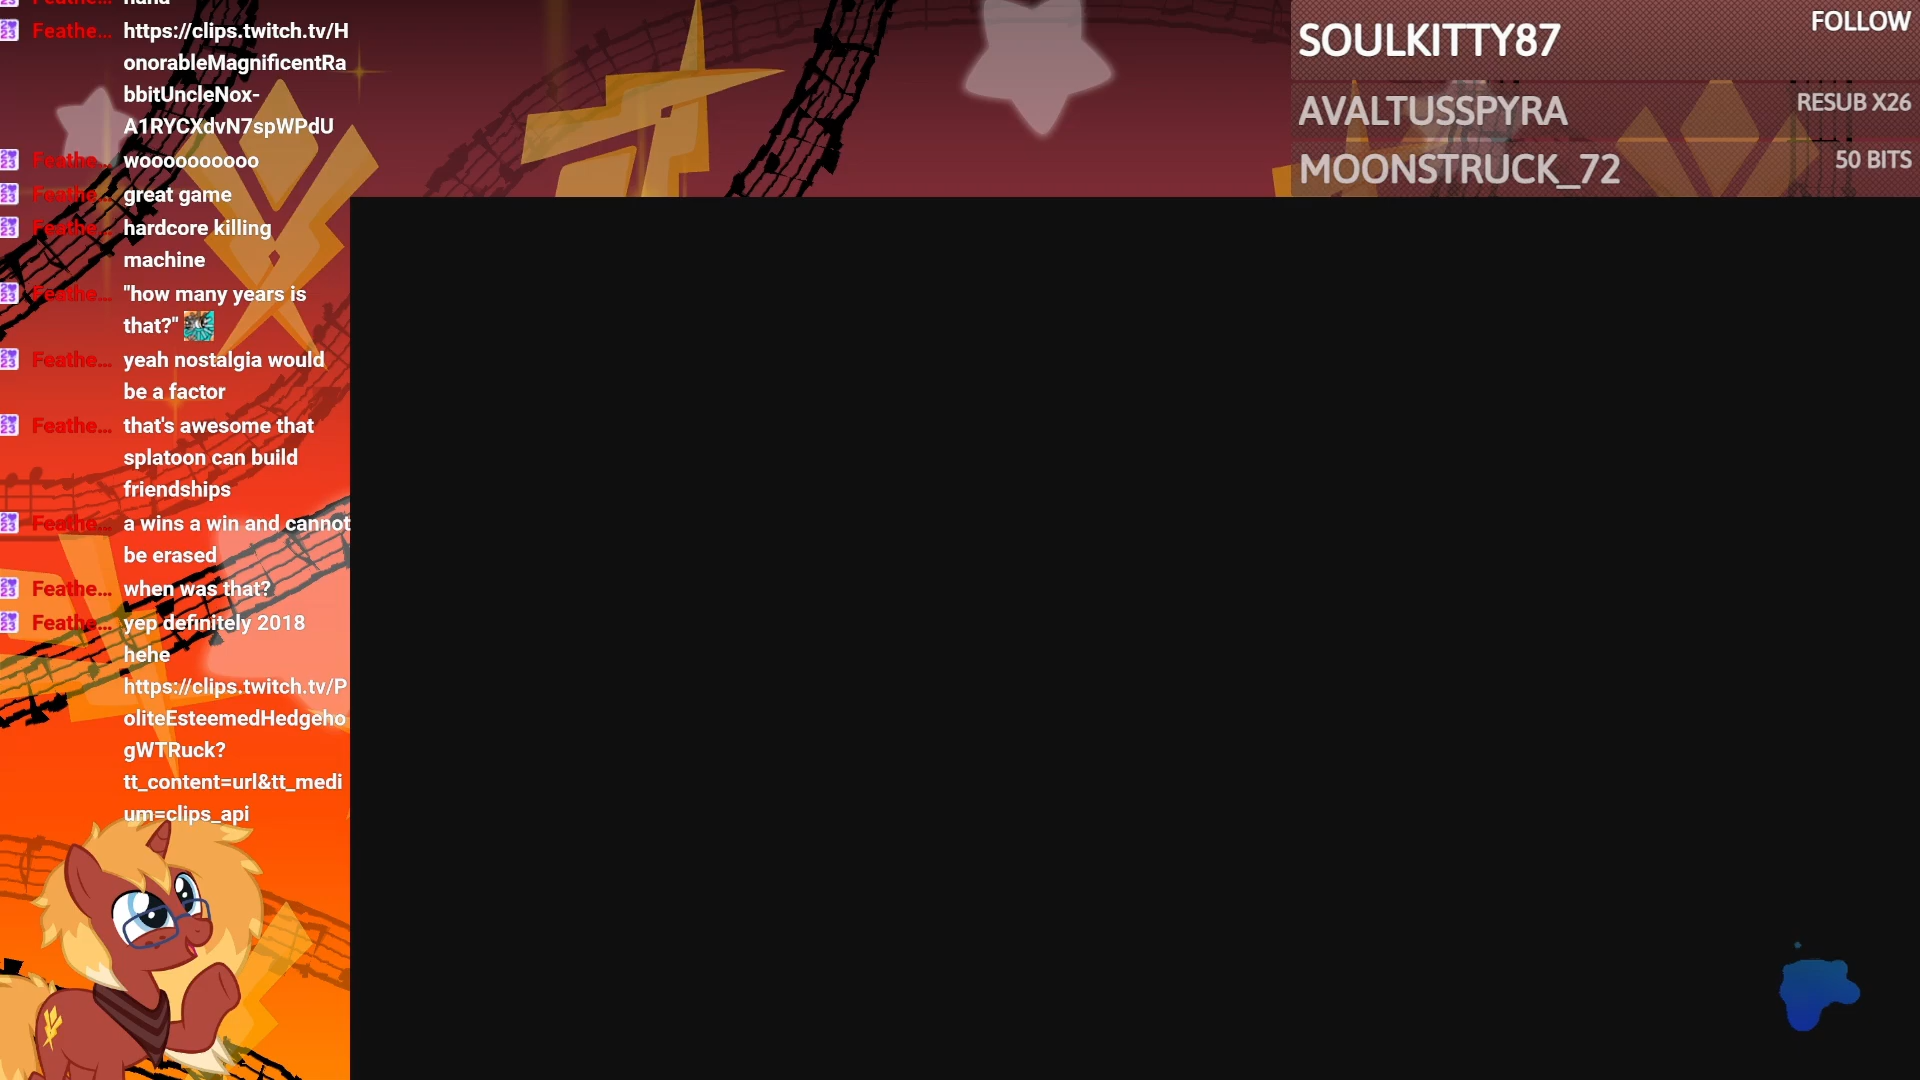 haha
Feathe... https://clips.twitch.tv/H
onorableMagnificentRa
bbitUncleNox-
A1RYCXdvN7spWPdU
Feathe... woooooooooo
Feathe... great game
Feathe... hardcore killing
machine
Feathe... "how many years is
that?"
Feathe... yeah nostalgia would
be a factor
Feathe... that's awesome that
splatoon can build
friendships
Feathe... a wins a win and cannot
be erased
Feathe... when was that?
Feathe... yep definitely 2018
hehe
https://clips.twitch.tv/P
oliteEsteemedHedgeho
gWTRuck?
tt_content=url&tt_medi
um=clips_api
SOULKITTY87 FOLLOW
AVALTUSSPYRA RESUB X26
MOONSTRUCK_72 50 BITS